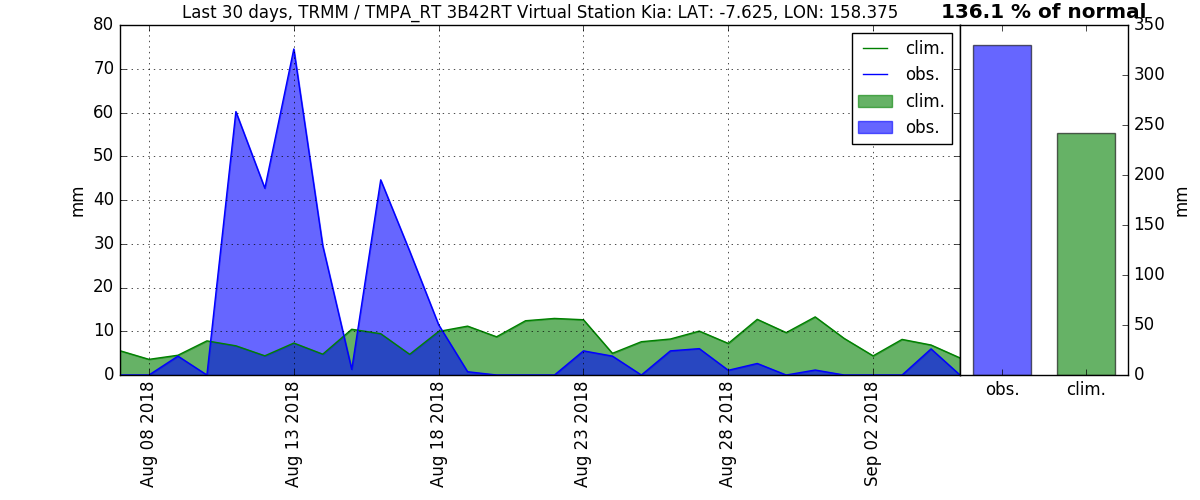 Last 30 days, TRMM / TMPA_RT 3B42RT Virtual Station Kia: LAT: -7.625, LON: 158.375
136.1 % of normal
80
70
60
50
40
30
20
10
0
mm
clim.
obs.
clim.
obs.
350
300
250
200
150
100
50
0
mm
obs.
clim.
Aug 08 2018
Aug 13 2018
Aug 18 2018
Aug 23 2018
Aug 28 2018
Sep 02 2018